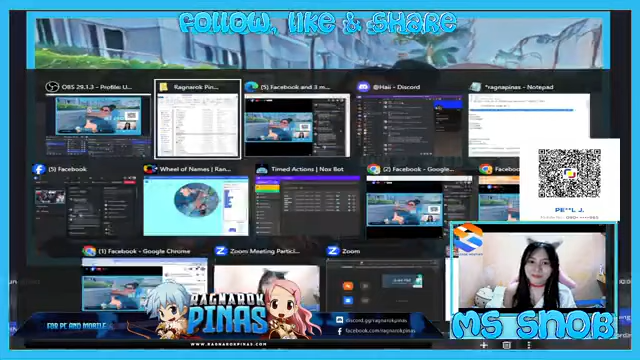 FOLLOW, LIKE & SHARE
OBS 29.1.3 - Profile: U...
Ragnarok Pin...
(5) Facebook and 3 m...
@Haii - Discord
*ragnapinas - Notepad
(5) Facebook
Wheel of Names | Ran...
Timed Actions | Nox Bot
(2) Facebook - Google...
Faceboo
PE**L J.
(1) Facebook - Google Chrome
Zoom Meeting Partici...
Zoom
RAGNAROK
PINAS
FOR PC AND MOBILE
discord.gg/ragnarokpinas
facebook.com/ragnarokpinas
WWW.RAGNAROKPINAS.COM
MS SNOB